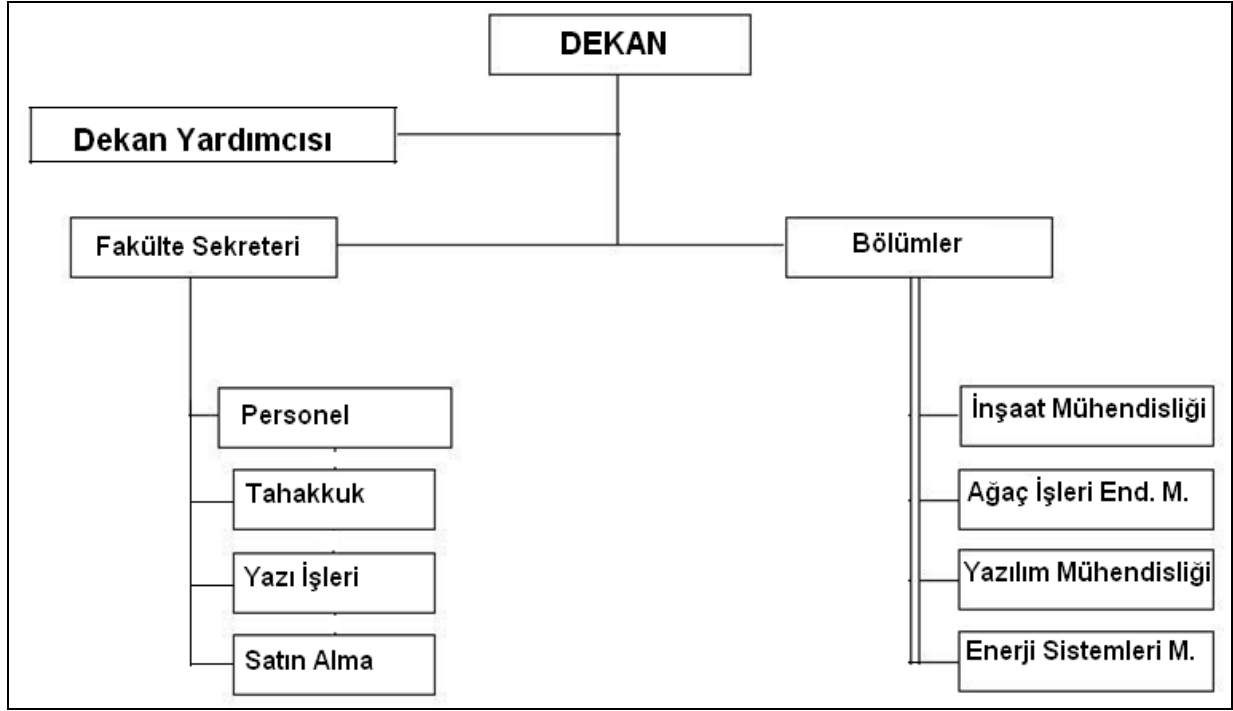 DEKAN
Dekan Yardımcısı
Fakülte Sekreteri
Bölümler
Personel
Tahakkuk
Yazı İşleri
Satın Alma
İnşaat Mühendisliği
Ağaç İşleri End. M.
Yazılım Mühendisliği
Enerji Sistemleri M.